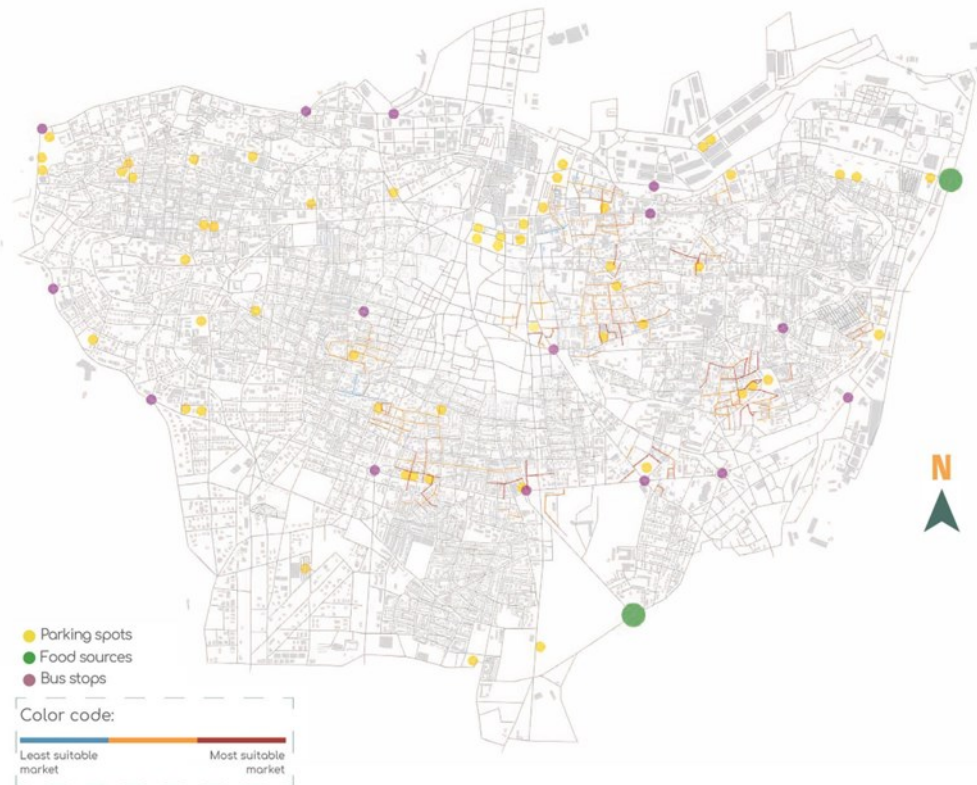 N
Parking spots
Food sources
Bus stops
Color code:
Least suitable
market
Most suitable
market